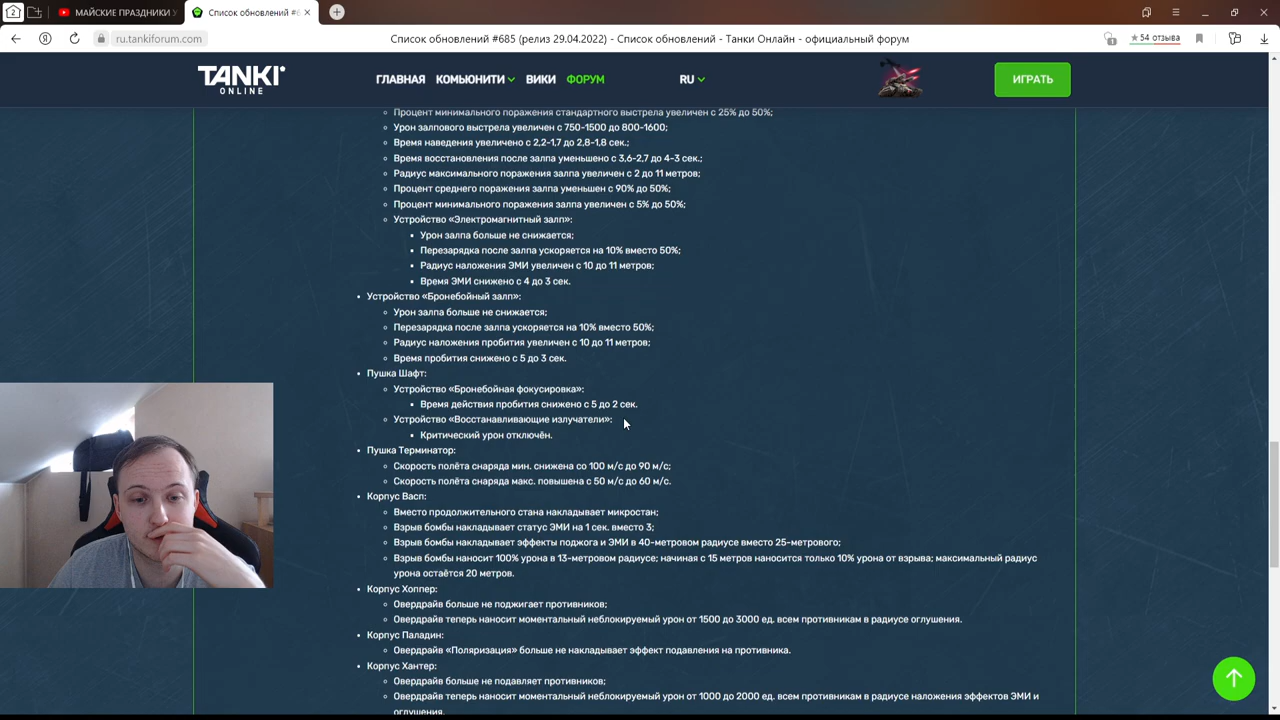 2
МАЙСКИЕ ПРАЗДНИКИ У
Список обновлений #6
ru.tankiforum.com
Список обновлений #685 (релиз 29.04.2022) - Список обновлений - Танки Онлайн - официальный форум
★54 отзыва
TANKI
ONLINE
ГЛАВНАЯ КОМЬЮНИТИ ВИКИ ФОРУМ
RU
ИГРАТЬ
Процент минимального поражения стандартного выстрела увеличен с 25% до 50%;
Урон залпового выстрела увеличен с 750-1500 до 800-1600;
Время наведения увеличено с 2,2-1,7 до 2,8-1,8 сек.;
Время восстановления после залпа уменьшено с 3,6-2,7 до 4-3 сек.;
Радиус максимального поражения залпа увеличен с 2 до 11 метров;
Процент среднего поражения залпа уменьшен с 90% до 50%;
Процент минимального поражения залпа увеличен с 5% до 50%;
Устройство «Электромагнитный залп»:
Урон залпа больше не снижается;
Перезарядка после залпа ускоряется на 10% вместо 50%;
Радиус наложения ЭМИ увеличен с 10 до 11 метров;
Время ЭМИ снижено с 4 до 3 сек.
Устройство «Бронебойный залп»:
Урон залпа больше не снижается;
Перезарядка после залпа ускоряется на 10% вместо 50%;
Радиус наложения пробития увеличен с 10 до 11 метров;
Время пробития снижено с 5 до 3 сек.
Пушка Шафт:
Устройство «Бронебойная фокусировка»:
Время действия пробития снижено с 5 до 2 сек.
Устройство «Восстанавливающие излучатели»:
Критический урон отключён.
Пушка Терминатор:
Скорость полёта снаряда мин. снижена со 100 м/с до 90 м/с;
Скорость полёта снаряда макс. повышена с 50 м/с до 60 м/с.
Корпус Васп:
Вместо продолжительного стана накладывает микростан;
Взрыв бомбы накладывает статус ЭМИ на 1 сек. вместо 3;
Взрыв бомбы накладывает эффекты поджога и ЭМИ в 40-метровом радиусе вместо 25-метрового;
Взрыв бомбы наносит 100% урона в 13-метровом радиусе; начиная с 15 метров наносится только 10% урона от взрыва; максимальный радиус
урона остаётся 20 метров.
Корпус Хоппер:
Овердрайв больше не поджигает противников;
Овердрайв теперь наносит моментальный неблокируемый урон от 1500 до 3000 ед. всем противникам в радиусе оглушения.
Корпус Паладин:
Овердрайв «Поляризация» больше не накладывает эффект подавления на противника.
Корпус Хантер:
Овердрайв больше не подавляет противников;
Овердрайв теперь наносит моментальный неблокируемый урон от 1000 до 2000 ед. всем противникам в радиусе наложения эффектов ЭМИ и
оглушения.